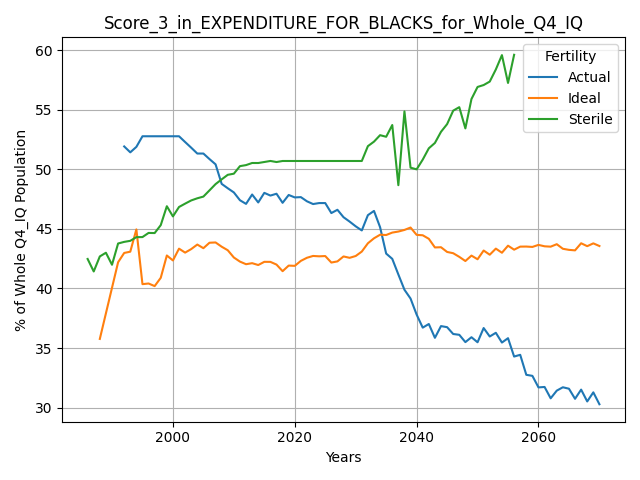 Score_3_in_EXPENDITURE_FOR_BLACKS_for_Whole_Q4_IQ
% of Whole Q4_IQ Population
60
55
50
45
40
35
30
Fertility
Actual
Ideal
Sterile
2000
2020
2040
2060
Years